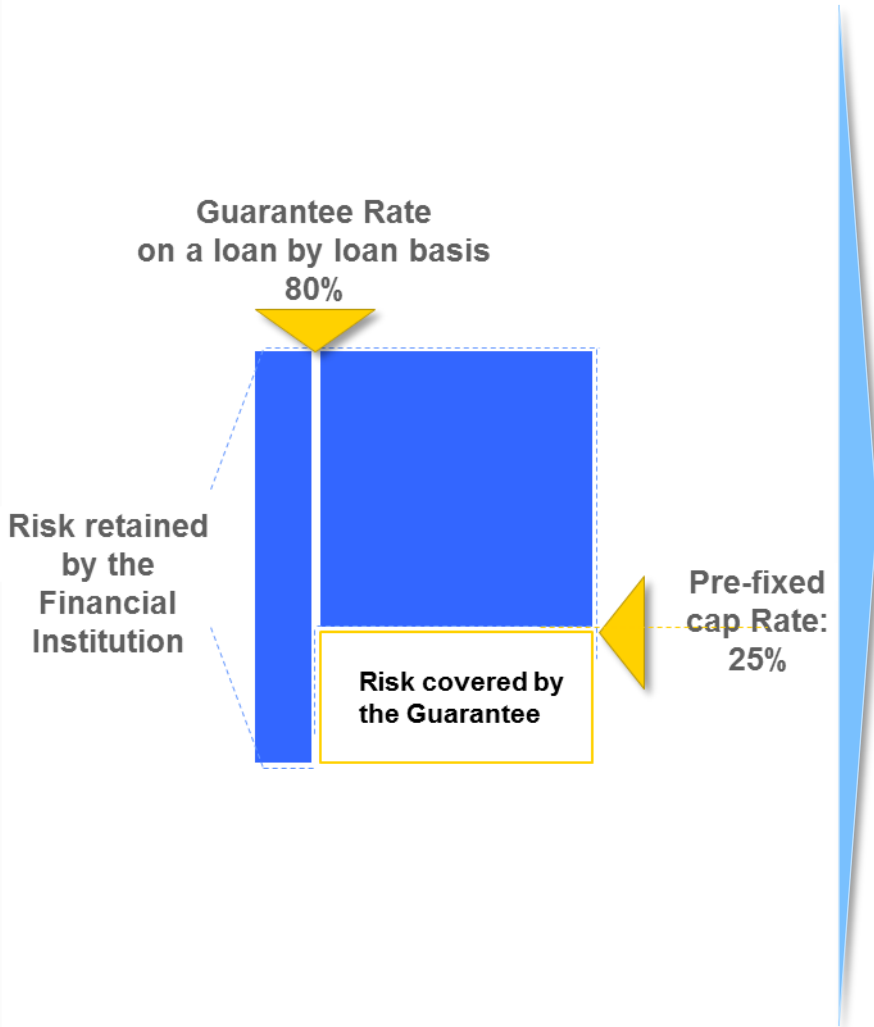 Guarantee Rate
on a loan by loan basis
80%
Risk retained
by the
Financial
Institution
Pre-fixed
cap Rate:
25%
Risk covered by
the Guarantee